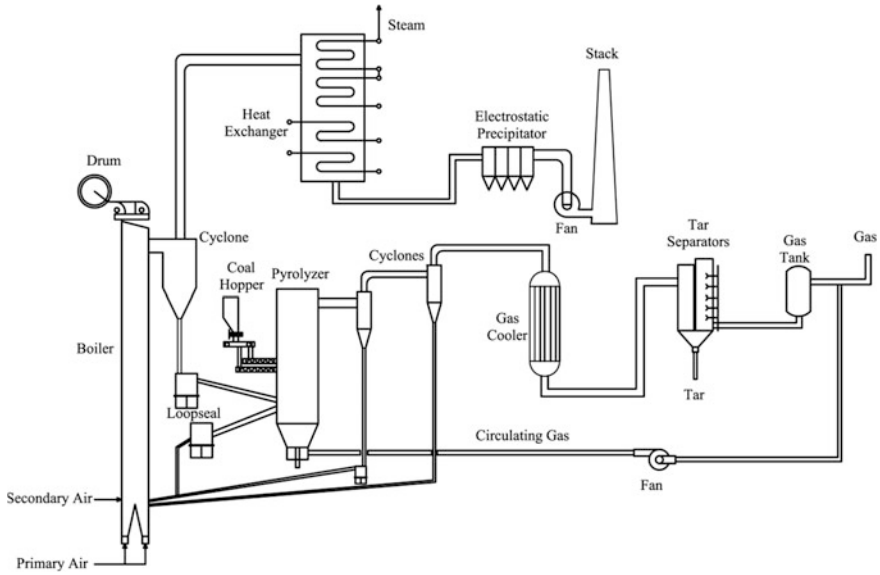 Steam
Stack
Heat
Exchanger
Electrostatic
Precipitator
Drum
Fan
Cyclone
Cyclones
Tar
Separators
Gas
Tank
Gas
Coal
Hopper
Pyrolyzer
Gas
Cooler
Boiler
Loopseal
Tar
Circulating Gas
Fan
Secondary Air
Primary Air